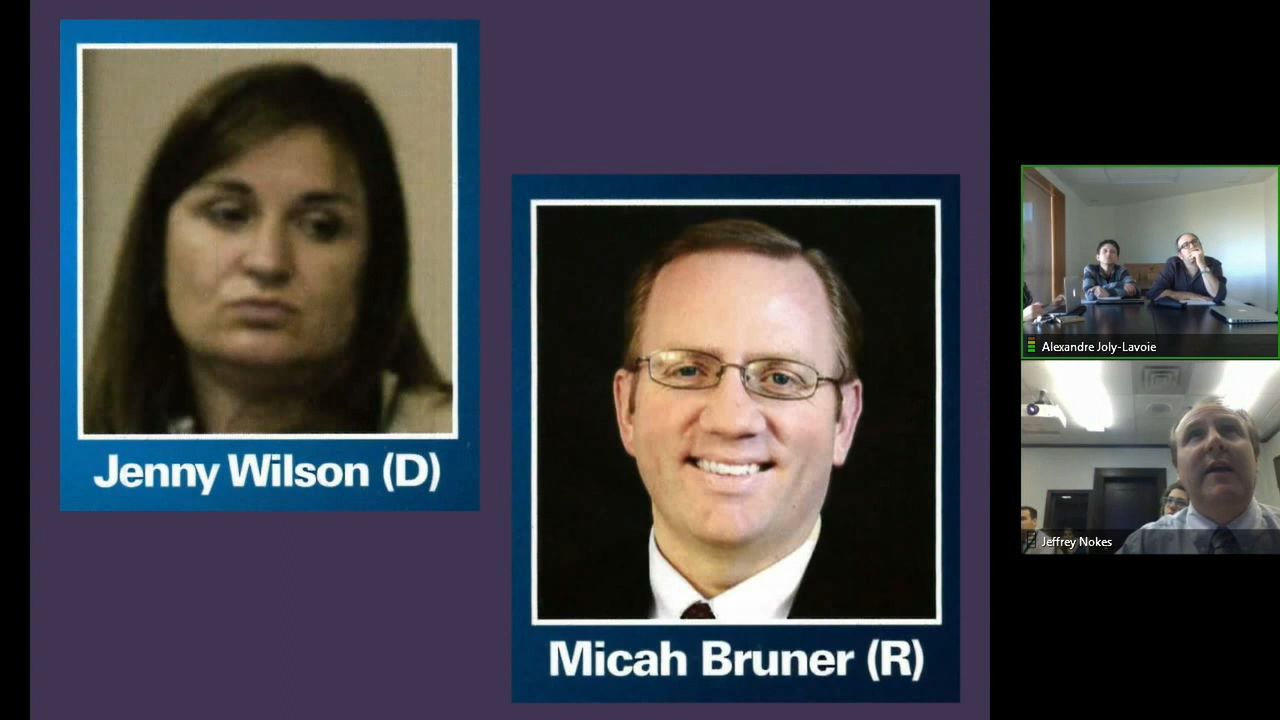 Jenny Wilson (D)
Micah Bruner (R)
Alexandre Joly-Lavoie
Jeffrey Nokes